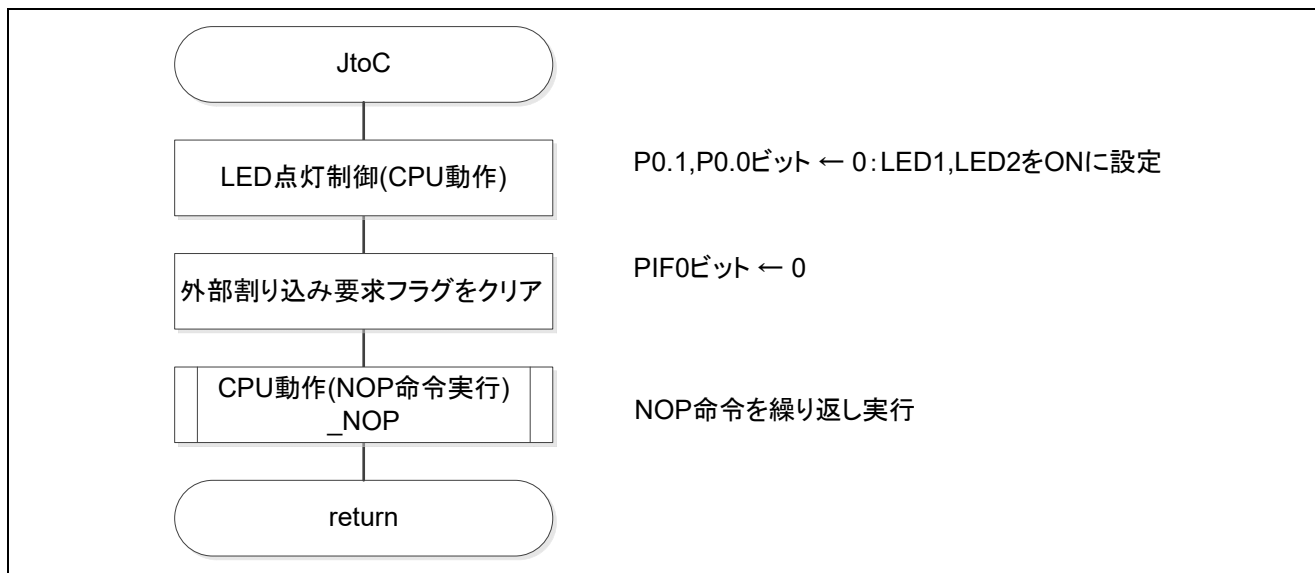 JtoC
LED点灯制御(CPU動作)
P0.1,P0.0ビット ← 0：LED1,LED2をONに設定
外部割り込み要求フラグをクリア
PIF0ビット ← 0
CPU動作(NOP命令実行)
_NOP
NOP命令を繰り返し実行
return